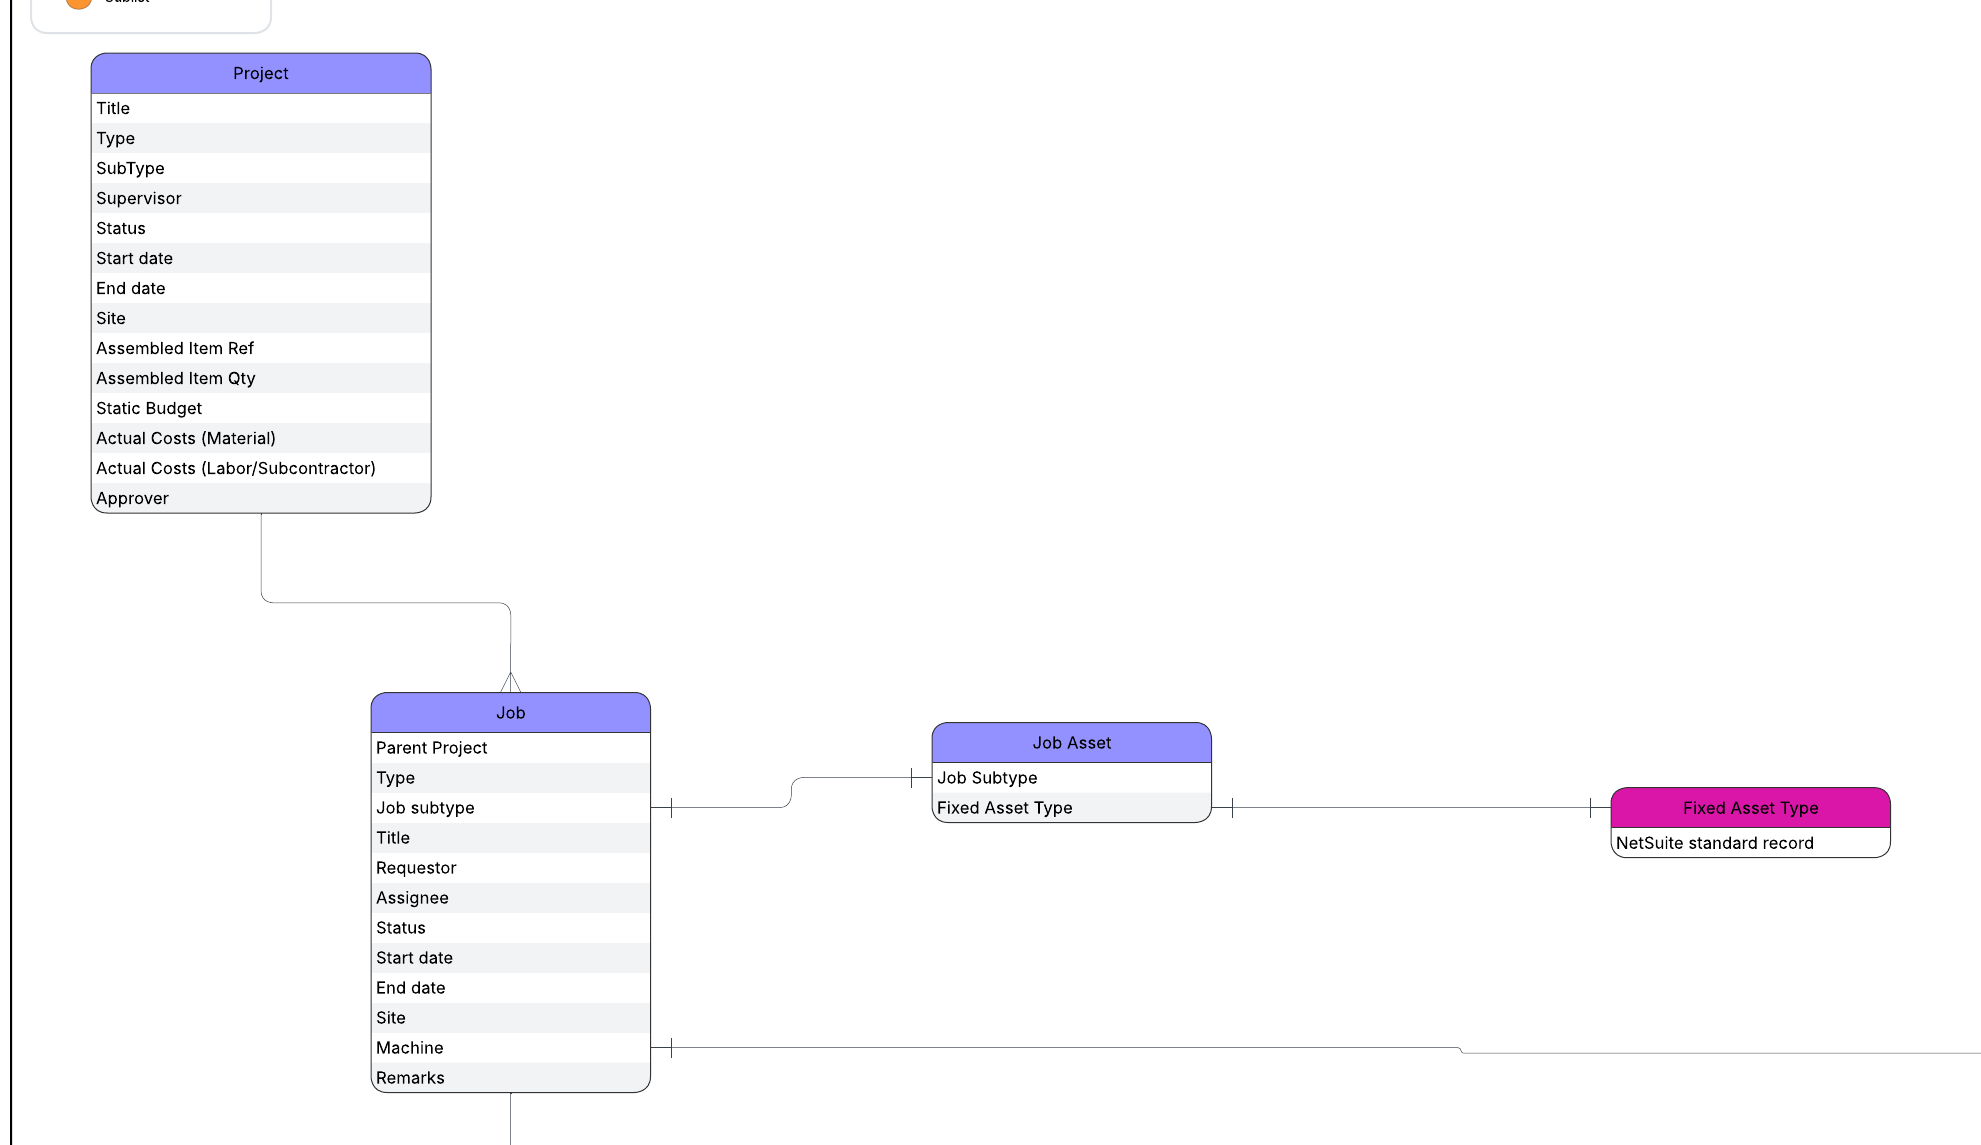 Project
Title
Type
SubType
Supervisor
Status
Start date
End date
Site
Assembled Item Ref
Assembled Item Qty
Static Budget
Actual Costs (Material)
Actual Costs (Labor/Subcontractor)
Approver
Job
Parent Project
Type
Job subtype
Title
Requestor
Assignee
Status
Start date
End date
Site
Machine
Remarks
Job Asset
Job Subtype
Fixed Asset Type
Fixed Asset Type
NetSuite standard record